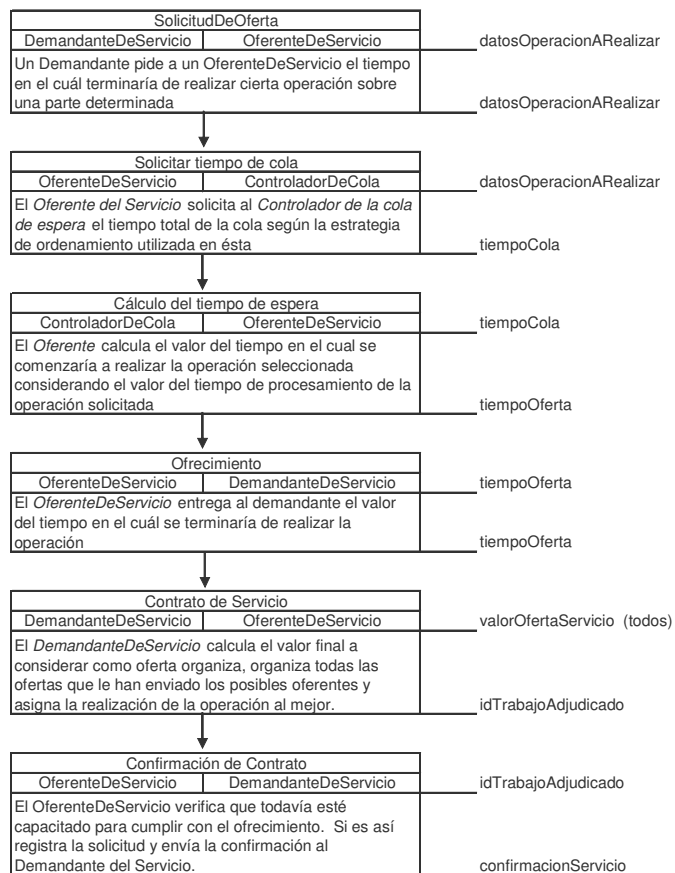 SolicitudDeOferta
DemandanteDeServicio OferenteDeServicio datosOperacionARealizar
Un Demandante pide a un OferenteDeServicio el tiempo
en el cuál terminaría de realizar cierta operación sobre
una parte determinada datosOperacionARealizar
Solicitar tiempo de cola
OferenteDeServicio ControladorDeCola datosOperacionARealizar
El Oferente del Servicio solicita al Controlador de la cola
de espera el tiempo total de la cola según la estrategia
de ordenamiento utilizada en ésta tiempoCola
Cálculo del tiempo de espera
ControladorDeCola OferenteDeServicio tiempoCola
El Oferente calcula el valor del tiempo en el cual se
comenzaría a realizar la operación seleccionada
considerando el valor del tiempo de procesamiento de la
operación solicitada tiempoOferta
Ofrecimiento
OferenteDeServicio DemandanteDeServicio tiempoOferta
El OferenteDeServicio entrega al demandante el valor
del tiempo en el cuál se terminaría de realizar la
operación tiempoOferta
Contrato de Servicio
DemandanteDeServicio OferenteDeServicio valorOfertaServicio (todos)
El DemandanteDeServicio calcula el valor final a
considerar como oferta organiza, organiza todas las
ofertas que le han enviado los posibles oferentes y
asigna la realización de la operación al mejor. idTrabajoAdjudicado
Confirmación de Contrato
OferenteDeServicio DemandanteDeServicio idTrabajoAdjudicado
El OferenteDeServicio verifica que todavía esté
capacitado para cumplir con el ofrecimiento. Si es así
registra la solicitud y envía la confirmación al
Demandante del Servicio. confirmacionServicio